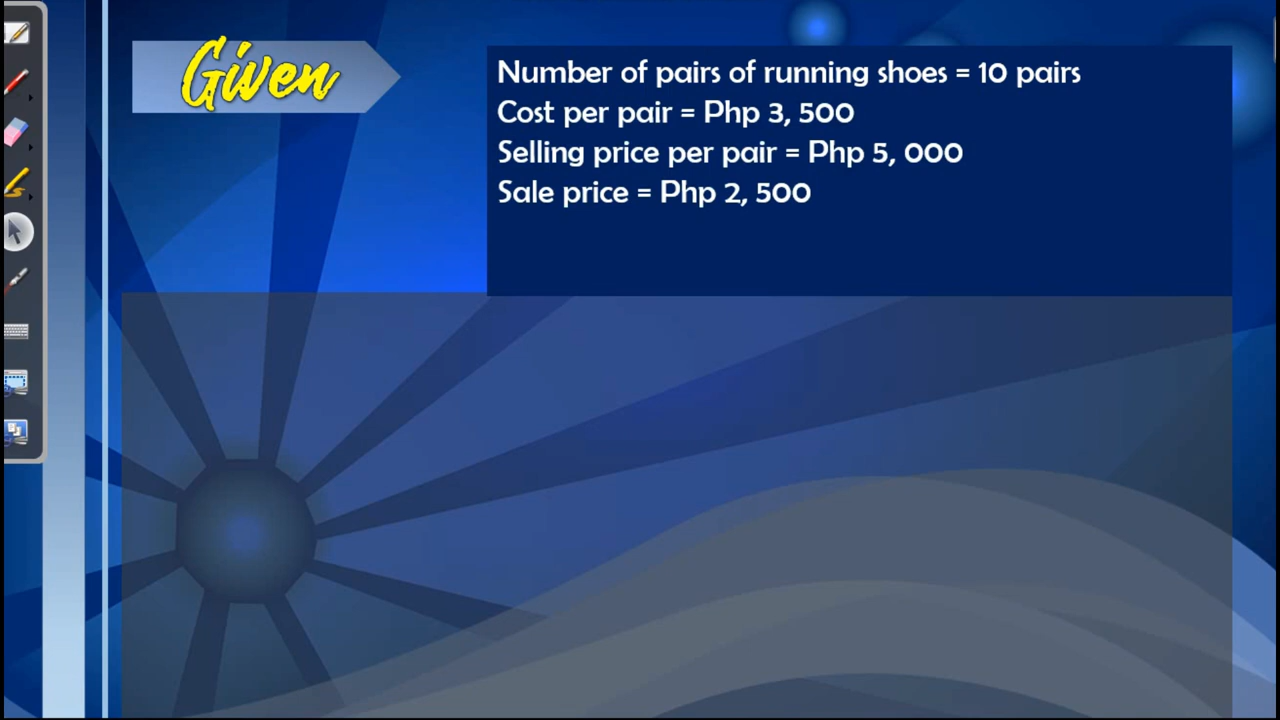 Given
Number of pairs of running shoes = 10 pairs
Cost per pair = Php 3, 500
Selling price per pair = Php 5, 000
Sale price = Php 2, 500